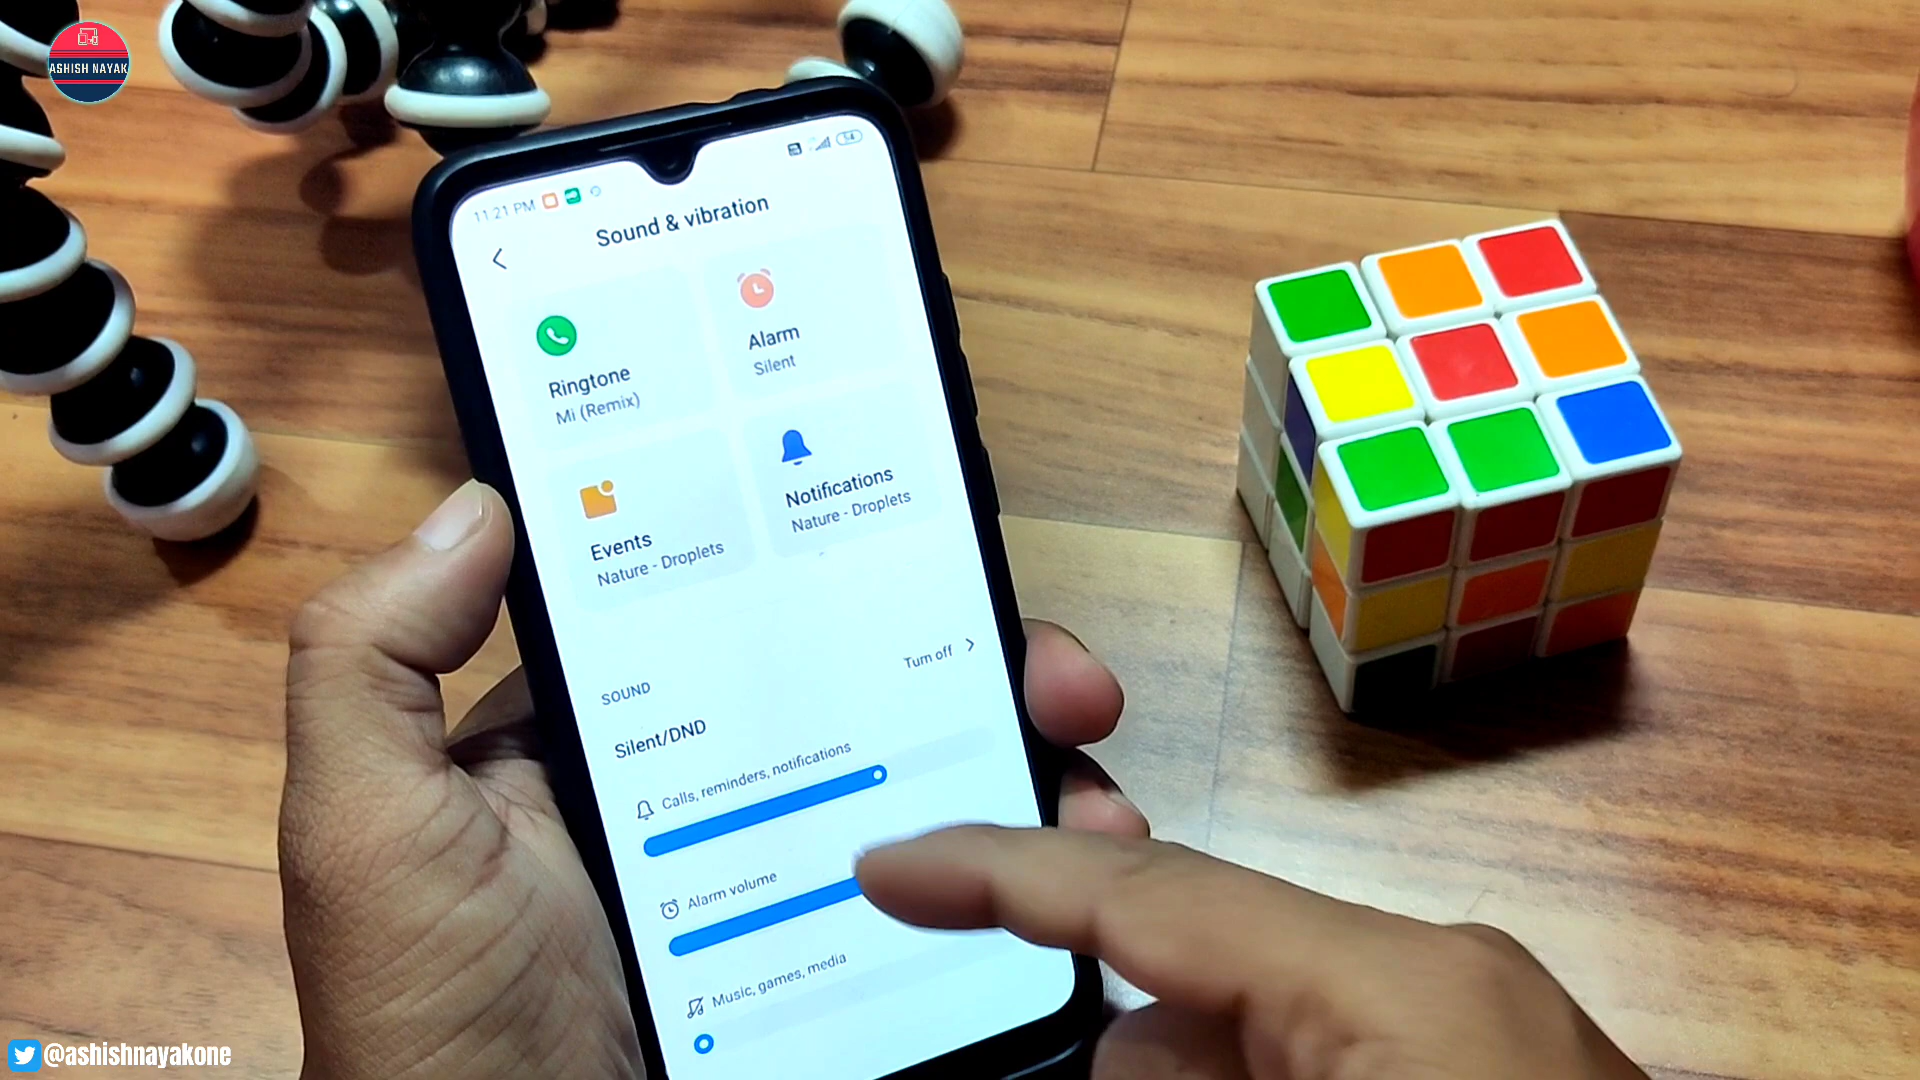 ASHISH NAYAK
11:21 PM
54
Sound & vibration
Ringtone
Mi (Remix)
Alarm
Silent
Events
Nature - Droplets
Notifications
Nature - Droplets
SOUND
Silent/DND
Turn off
Calls, reminders, notifications
Alarm volume
Music, games, media
@ashishnayakone